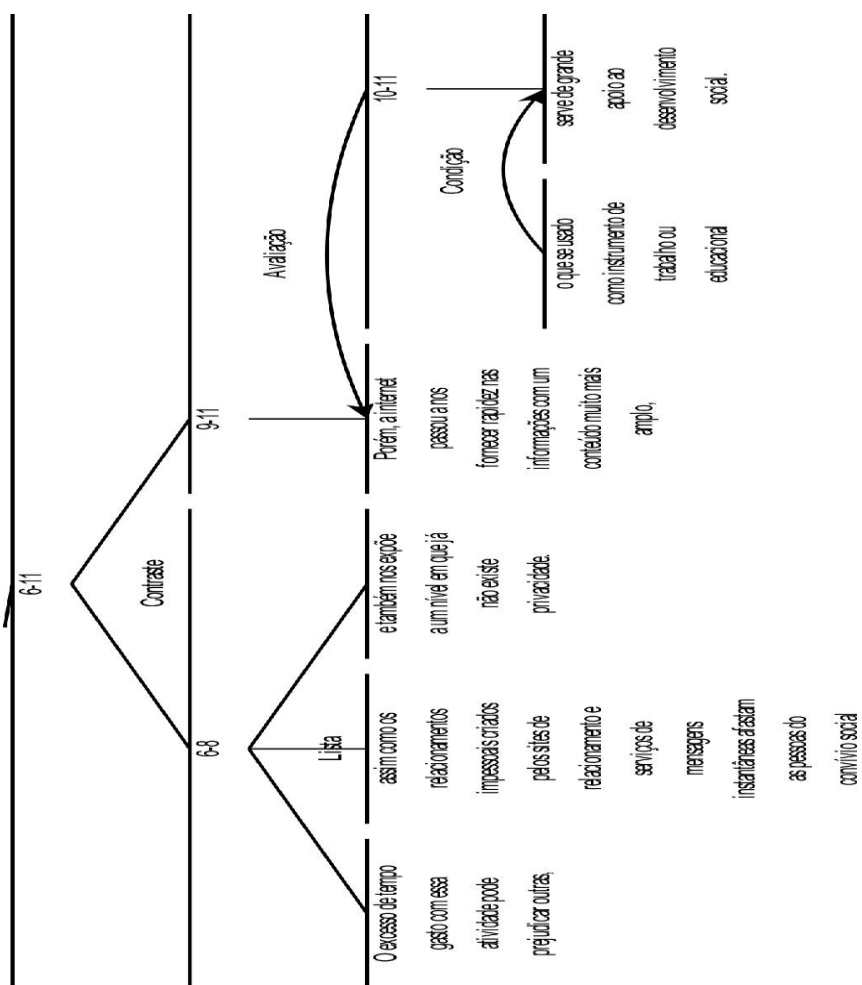 6-11
Contraste
6-8
9-11
Lista
Avaliação
10-11
Condição
O excesso de tempo
gasto com essa
atividade pode
prejudicar outras,
assim como os
relacionamentos
impessoais criados
pelos sites de
relacionamento e
serviços de
mensagens
instantâneas afastam
as pessoas do
convívio social
e também nos expõe
a um nível em que já
não existe
privacidade.
Porém, a internet
passou a nos
fornecer rapidez nas
informações com um
conteúdo muito mais
amplo,
o que se usado
como instrumento de
trabalho ou
educacional
serve de grande
apoio ao
desenvolvimento
social.